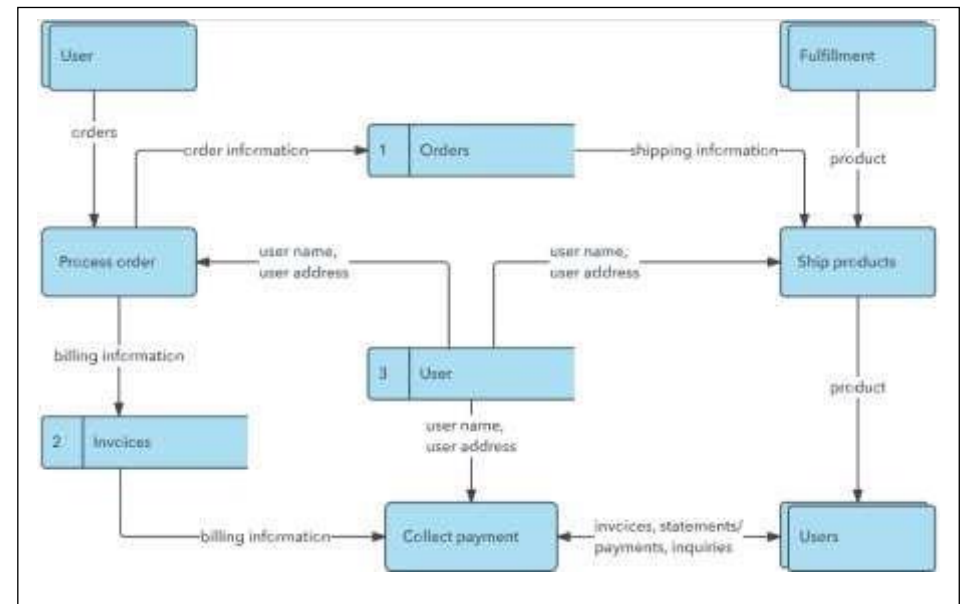 User
Fulfillment
orders
order information
1 Orders
shipping information
product
Process order
user name,
user address
user name,
user address
Ship products
billing information
3 User
product
2 Invoices
user name,
user address
billing information
Collect payment
invoices, statements/
payments, inquiries
Users